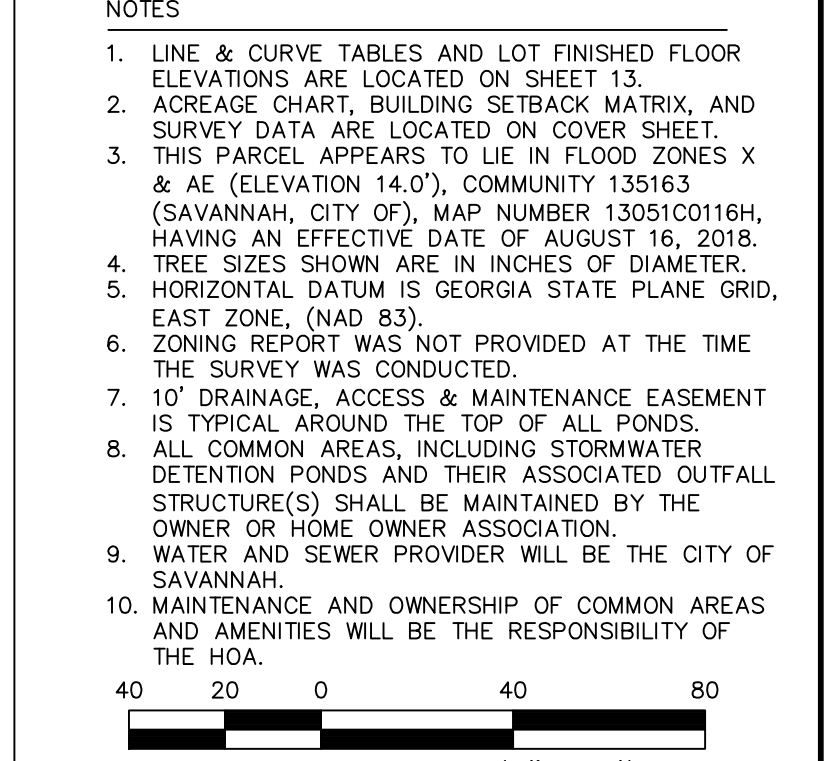 NOTES
1. LINE & CURVE TABLES AND LOT FINISHED FLOOR
ELEVATIONS ARE LOCATED ON SHEET 13.
2. ACREAGE CHART, BUILDING SETBACK MATRIX, AND
SURVEY DATA ARE LOCATED ON COVER SHEET.
3. THIS PARCEL APPEARS TO LIE IN FLOOD ZONES X
& AE (ELEVATION 14.0'), COMMUNITY 135163
(SAVANNAH, CITY OF), MAP NUMBER 13051C0116H,
HAVING AN EFFECTIVE DATE OF AUGUST 16, 2018.
4. TREE SIZES SHOWN ARE IN INCHES OF DIAMETER.
5. HORIZONTAL DATUM IS GEORGIA STATE PLANE GRID,
EAST ZONE, (NAD 83).
6. ZONING REPORT WAS NOT PROVIDED AT THE TIME
THE SURVEY WAS CONDUCTED.
7. 10' DRAINAGE, ACCESS & MAINTENANCE EASEMENT
IS TYPICAL AROUND THE TOP OF ALL PONDS.
8. ALL COMMON AREAS, INCLUDING STORMWATER
DETENTION PONDS AND THEIR ASSOCIATED OUTFALL
STRUCTURE(S) SHALL BE MAINTAINED BY THE
OWNER OR HOME OWNER ASSOCIATION.
9. WATER AND SEWER PROVIDER WILL BE THE CITY OF
SAVANNAH.
10. MAINTENANCE AND OWNERSHIP OF COMMON AREAS
AND AMENITIES WILL BE THE RESPONSIBILITY OF
THE HOA.
40 20 0 40 80